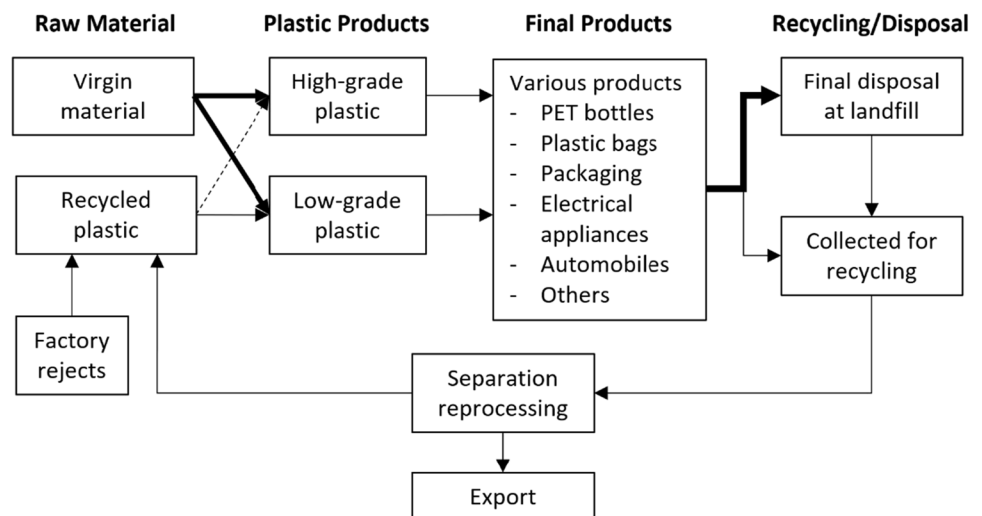 Raw Material
Plastic Products
Final Products
Recycling/Disposal
Virgin
material
High-grade
plastic
Various products
- PET bottles
- Plastic bags
- Packaging
- Electrical
appliances
- Automobiles
- Others
Final disposal
at landfill
Recycled
plastic
Low-grade
plastic
Collected for
recycling
Factory
rejects
Separation
reprocessing
Export